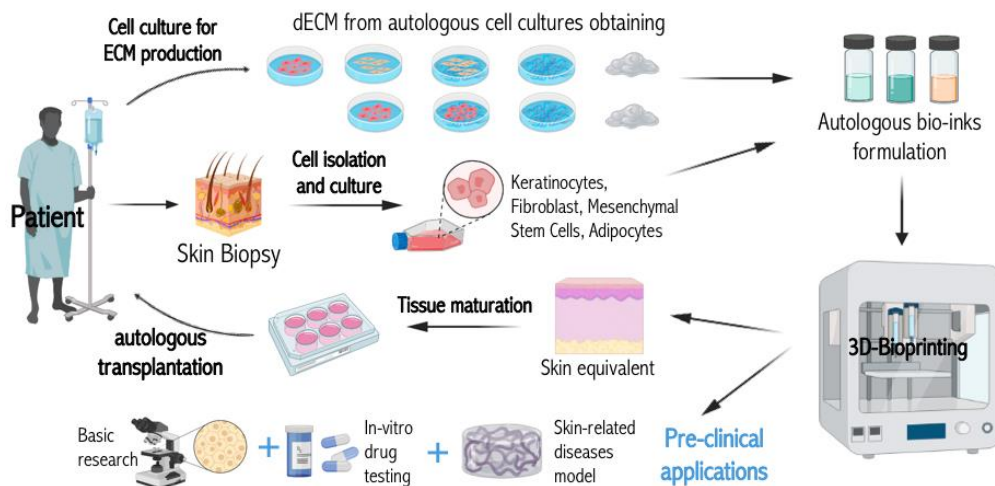 Cell culture for
ECM production
dECM from autologous cell cultures obtaining
Autologous bio-inks
formulation
Patient
Skin Biopsy
Cell isolation
and culture
Keratinocytes,
Fibroblast, Mesenchymal
Stem Cells, Adipocytes
3D-Bioprinting
Skin equivalent
Tissue maturation
autologous
transplantation
Basic
research
+
In-vitro
drug
testing
+
Skin-related
diseases
model
Pre-clinical
applications